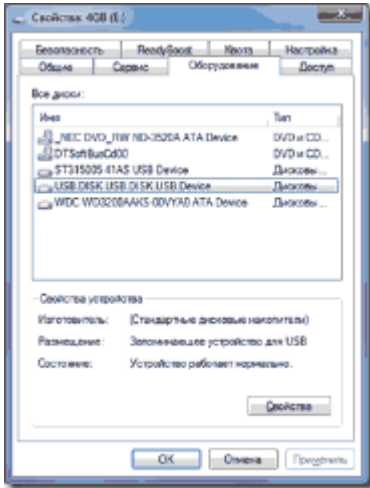 Свойства: 4GB (L:)
Безопасность ReadyBoost Квота Настройка
Общие Сервис Оборудование Доступ
Все диски:
Имя Тип
_NEC DVD_RW ND-3520A ATA Device DVD и CD...
DTSoftBusCd00 DVD и CD...
ST315005 41AS USB Device Дисковы...
USB DISK USB DISK USB Device Дисковы...
WDC WD3200AAKS-00VYA0 ATA Device Дисковы...
Свойства устройства
Изготовитель: (Стандартные дисковые накопители)
Размещение: Запоминающее устройство для USB
Состояние: Устройство работает нормально.
Свойства
OK Отмена Применить